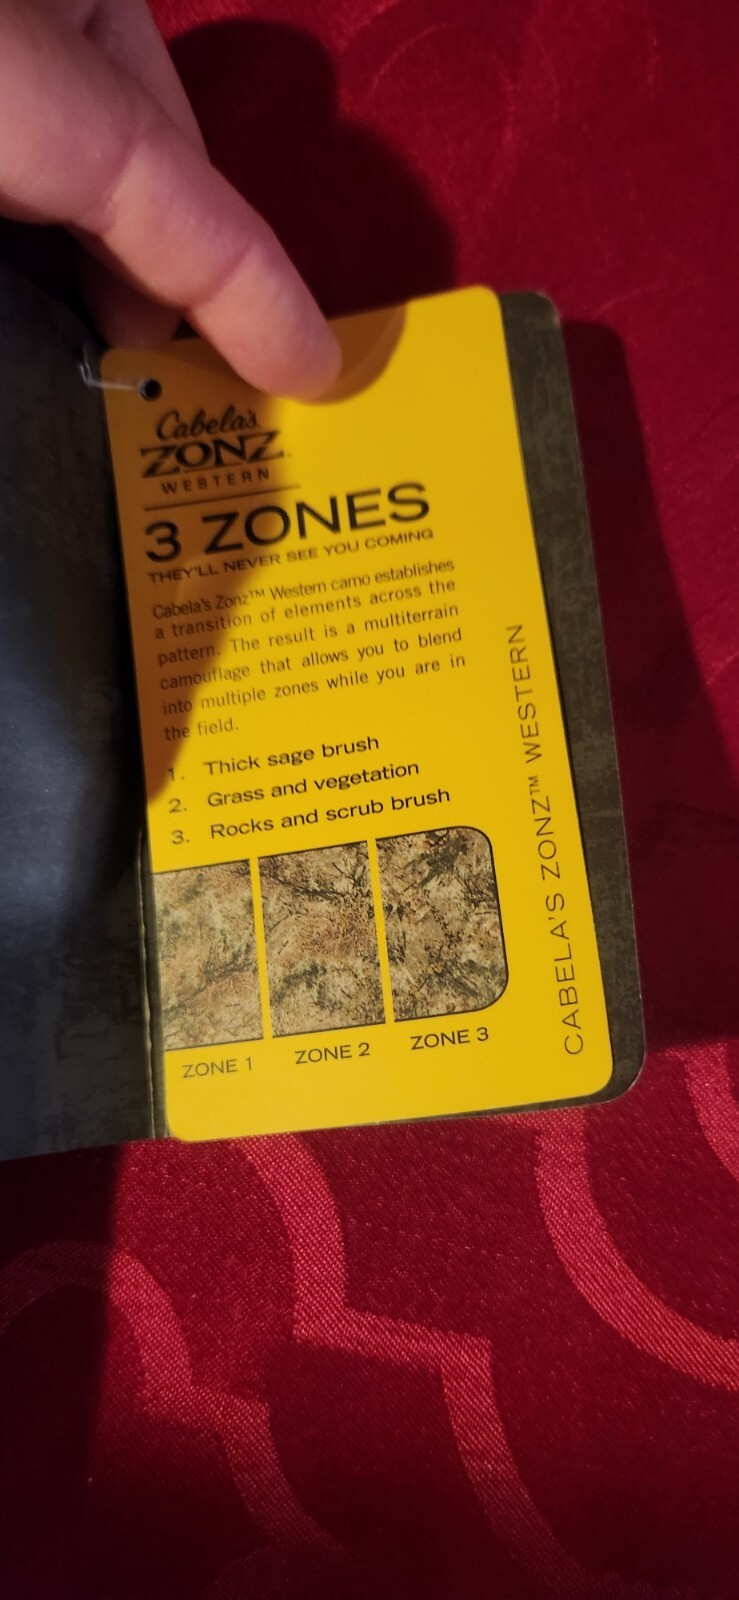 Cabela's
ZONZ
WESTERN
3 ZONES
THEY'LL NEVER SEE YOU COMING
Cabela's Zonz™ Western camo establishes
a transition of elements across the
pattern. The result is a multiterrain
camouflage that allows you to blend
into multiple zones while you are in
the field.
1. Thick sage brush
2. Grass and vegetation
3. Rocks and scrub brush
ZONE 1 ZONE 2 ZONE 3
CABELA'S ZONZ™ WESTERN